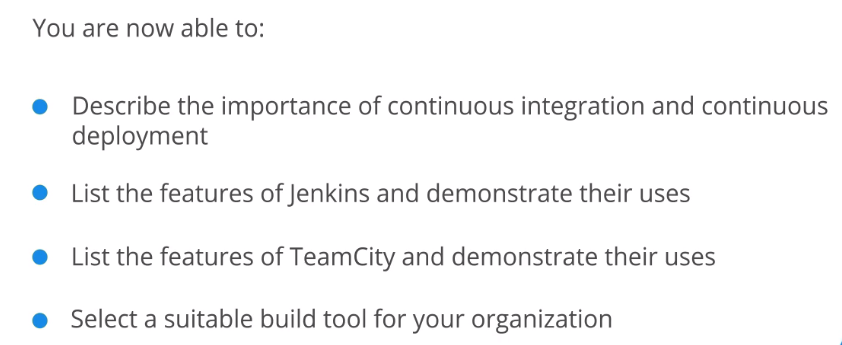 You are now able to:
Describe the importance of continuous integration and continuous
deployment
List the features of Jenkins and demonstrate their uses
List the features of TeamCity and demonstrate their uses
Select a suitable build tool for your organization